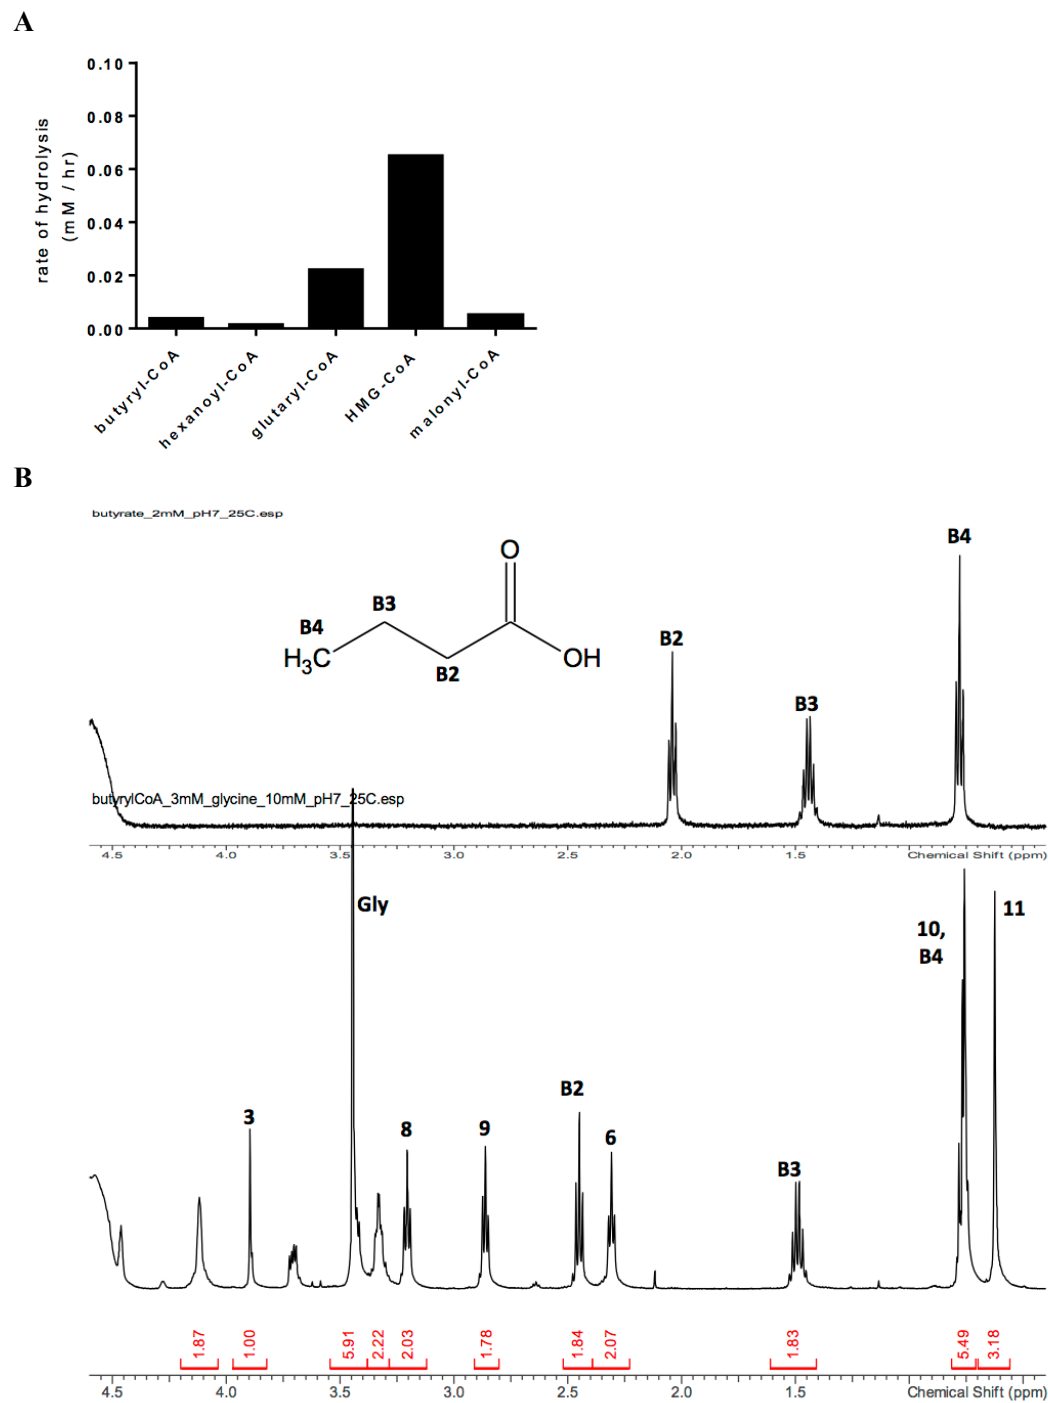 A
0.10
0.08
0.06
0.04
0.02
0.00
rate of hydrolysis
(mM / hr)
butyryl-CoA
hexanoyl-CoA
glutaryl-CoA
HMG-CoA
malonyl-CoA
B
butyrate_2mM_pH7_25C.esp
O
B3
B4
H3C
B2
OH
B2
B3
B4
butyrylCoA_3mM_glycine_10mM_pH7_25C.esp
4.5 4.0 3.5 3.0 2.5 2.0 1.5 Chemical Shift (ppm)
Gly
10,
B4
11
3
8
9
B2
6
B3
1.87 1.00 5.91 2.22 2.03 1.78 1.84 2.07 1.83 5.49 3.18
4.5 4.0 3.5 3.0 2.5 2.0 1.5 Chemical Shift (ppm)